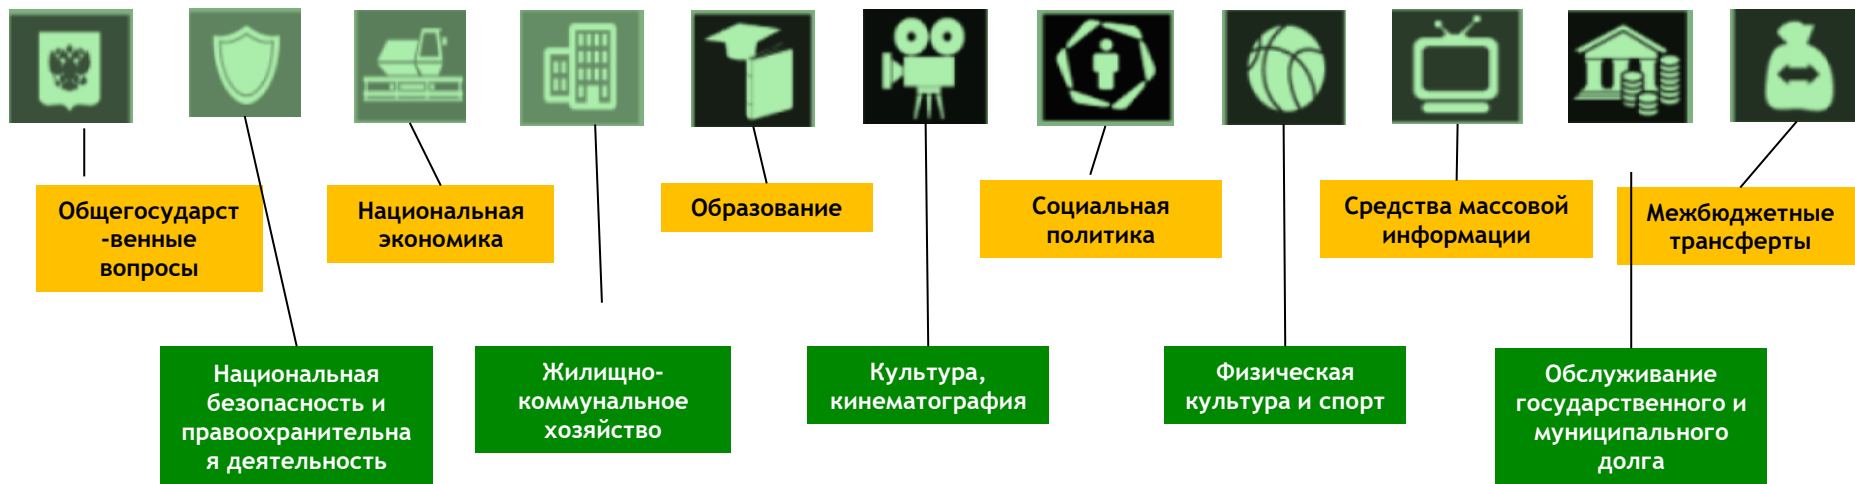 Общегосударст
-венные
вопросы
Национальная
экономика
Образование
Социальная
политика
Средства массовой
информации
Межбюджетные
трансферты
Национальная
безопасность и
правоохранительна
я деятельность
Жилищно-
коммунальное
хозяйство
Культура,
кинематография
Физическая
культура и спорт
Обслуживание
государственного и
муниципального
долга